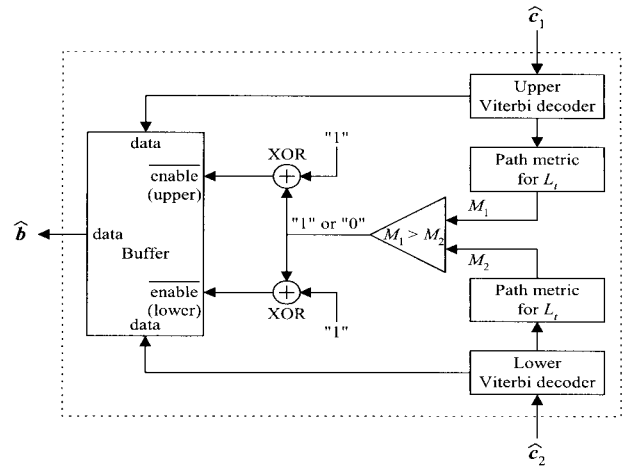 ĉ₁
Upper
Viterbi decoder
"1"
data
XOR
Path metric
for Lₜ
enable
(upper)
M₁
"1" or "0"
b̂
data
M₁ > M₂
Buffer
M₂
enable
(lower)
XOR
Path metric
for Lₜ
data
"1"
Lower
Viterbi decoder
ĉ₂